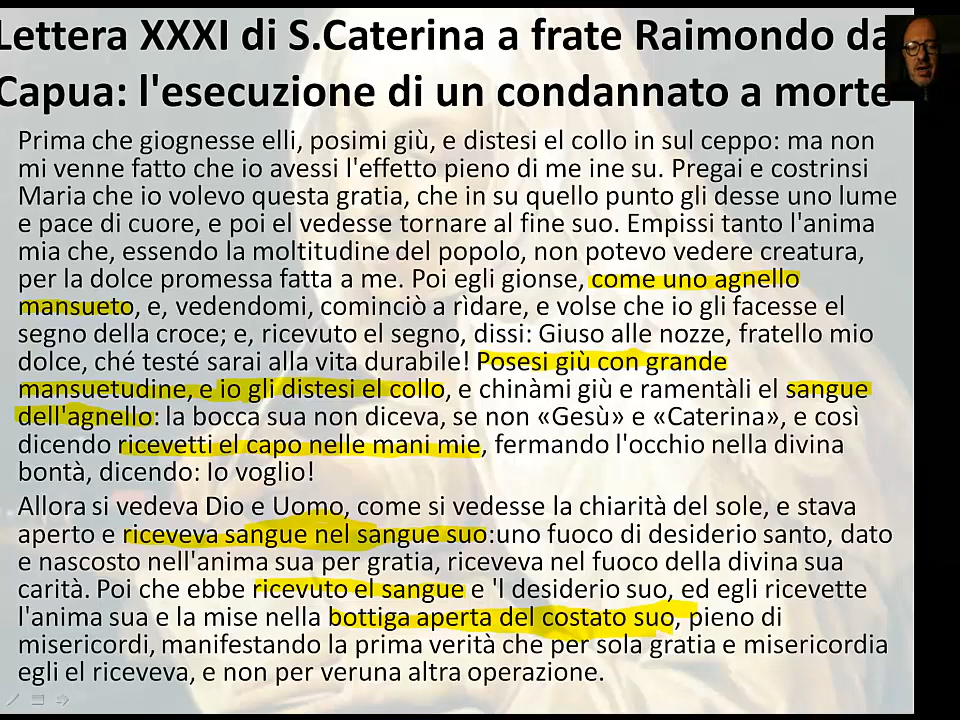 Lettera XXXI di S.Caterina a frate Raimondo da
Capua: l'esecuzione di un condannato a morte
Prima che giognesse elli, posimi giù, e distesi el collo in sul ceppo: ma non
mi venne fatto che io avessi l'effetto pieno di me ine su. Pregai e costrinsi
Maria che io volevo questa gratia, che in su quello punto gli desse uno lume
e pace di cuore, e poi el vedesse tornare al fine suo. Empissi tanto l'anima
mia che, essendo la moltitudine del popolo, non potevo vedere creatura,
per la dolce promessa fatta a me. Poi egli gionse, come uno agnello
mansueto, e, vedendomi, cominciò a rìdare, e volse che io gli facesse el
segno della croce; e, ricevuto el segno, dissi: Giuso alle nozze, fratello mio
dolce, ché testé sarai alla vita durabile! Posesi giù con grande
mansuetudine, e io gli distesi el collo, e chinàmi giù e ramentàli el sangue
dell'agnello: la bocca sua non diceva, se non «Gesù» e «Caterina», e così
dicendo ricevetti el capo nelle mani mie, fermando l'occhio nella divina
bontà, dicendo: Io voglio!
Allora si vedeva Dio e Uomo, come si vedesse la chiarità del sole, e stava
aperto e riceveva sangue nel sangue suo:uno fuoco di desiderio santo, dato
e nascosto nell'anima sua per gratia, riceveva nel fuoco della divina sua
carità. Poi che ebbe ricevuto el sangue e 'l desiderio suo, ed egli ricevette
l'anima sua e la mise nella bottiga aperta del costato suo, pieno di
misericordi, manifestando la prima verità che per sola gratia e misericordia
egli el riceveva, e non per veruna altra operazione.